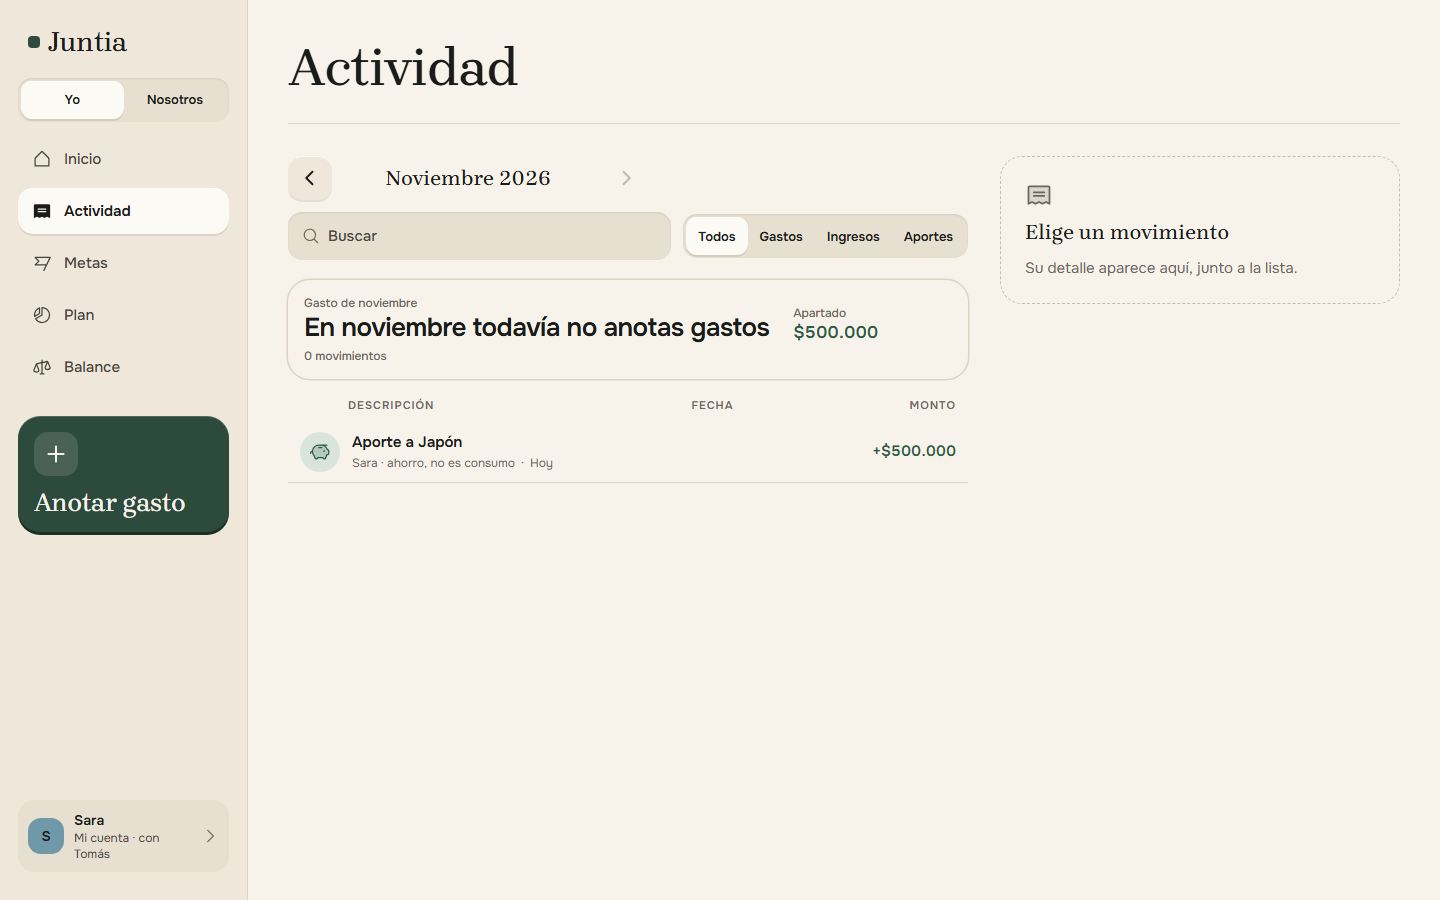 Juntia
Yo
Nosotros
Inicio
Actividad
Metas
Plan
Balance
Anotar gasto
Sara
Mi cuenta · con
Tomás
S
Actividad
Noviembre 2026
Buscar
Todos
Gastos
Ingresos
Aportes
Gasto de noviembre
En noviembre todavía no anotas gastos
0 movimientos
Apartado
$500.000
DESCRIPCIÓN
FECHA
MONTO
Aporte a Japón
Sara · ahorro, no es consumo · Hoy
+$500.000
Elige un movimiento
Su detalle aparece aquí, junto a la lista.